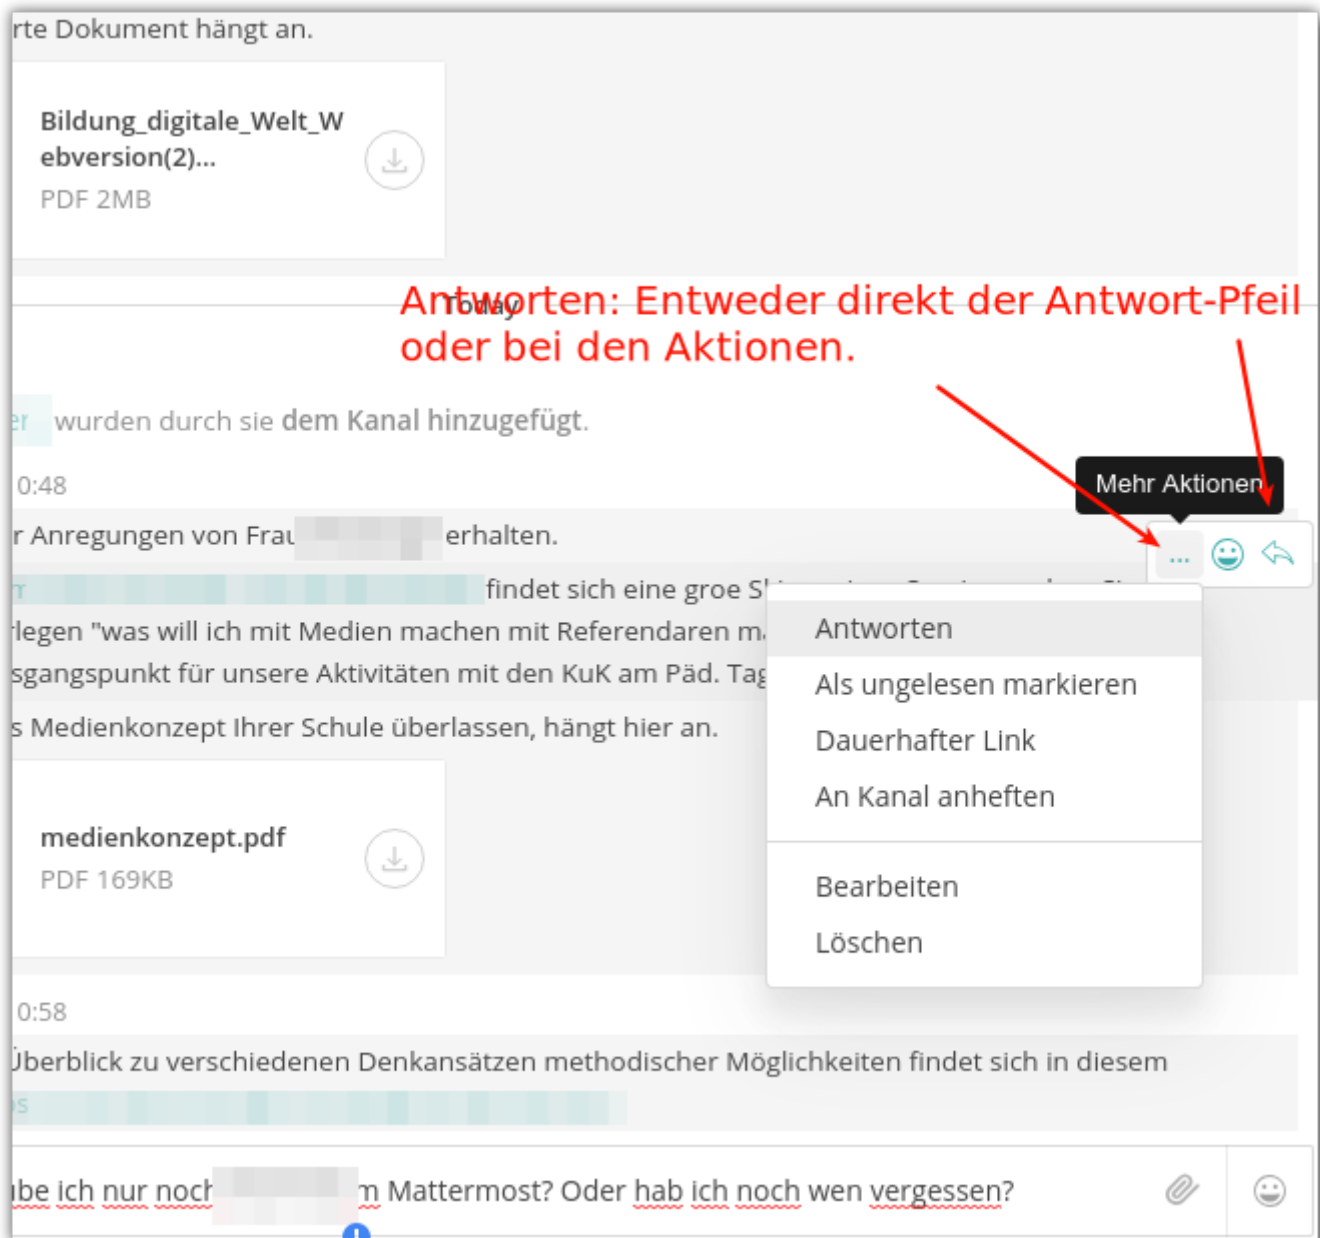 rte Dokument hängt an.
Bildung_digitale_Welt_W
ebversion(2)...
PDF 2MB
Today
Antworten: Entweder direkt der Antwort-Pfeil
oder bei den Aktionen.
er wurden durch sie dem Kanal hinzugefügt.
0:48
Mehr Aktionen
r Anregungen von Frau erhalten.
...
findet sich eine groe S
rlegen "was will ich mit Medien machen mit Referendaren m
sgangspunkt für unsere Aktivitäten mit den KuK am Päd. Tag
s Medienkonzept Ihrer Schule überlassen, hängt hier an.
Antworten
Als ungelesen markieren
Dauerhafter Link
An Kanal anheften
Bearbeiten
Löschen
medienkonzept.pdf
PDF 169KB
0:58
Überblick zu verschiedenen Denkansätzen methodischer Möglichkeiten findet sich in diesem
os
be ich nur noch m Mattermost? Oder hab ich noch wen vergessen?